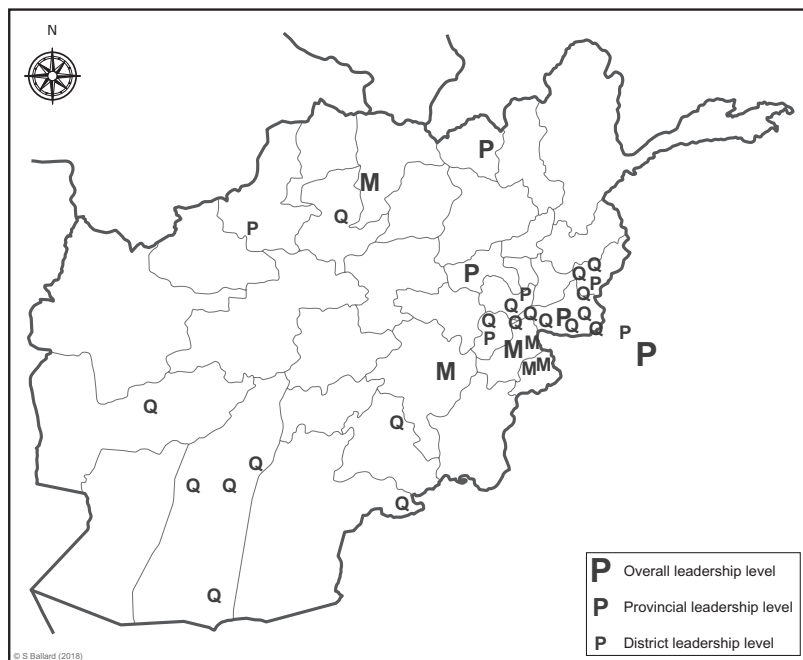 N
P
M
Q
P
P
Q
Q
P
Q
P
Q
Q
Q
Q
P
Q
Q
Q
Q
P
P
M
M
P
M
M
M
Q
Q
Q
Q
Q
Q
Q
P Overall leadership level
P Provincial leadership level
P District leadership level
© S Ballard (2018)